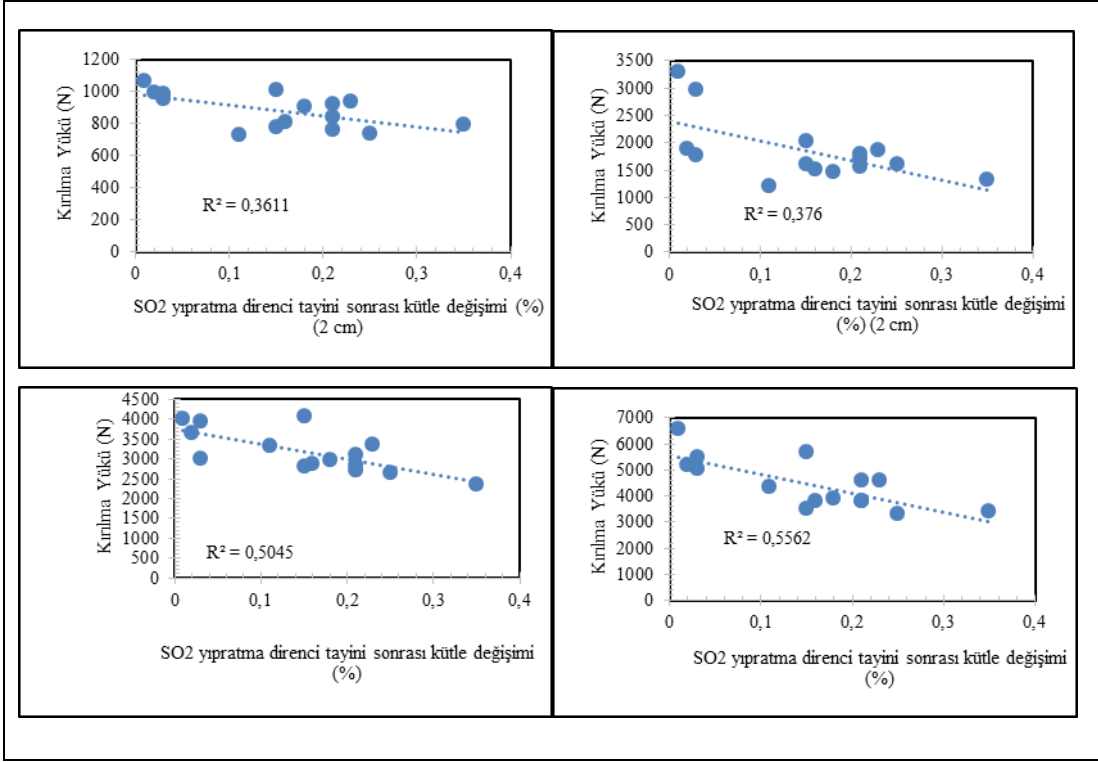 1200
1000
800
600
400
200
0
Kırılma Yükü (N)
R² = 0,3611
0 0,1 0,2 0,3 0,4
SO2 yıpratma direnci tayini sonrası kütle değişimi (%)
(2 cm)
3500
3000
2500
2000
1500
1000
500
0
Kırılma Yükü (N)
R² = 0,376
0 0,1 0,2 0,3 0,4
SO2 yıpratma direnci tayini sonrası kütle değişimi
(%) (2 cm)
4500
4000
3500
3000
2500
2000
1500
1000
500
0
Kırılma Yükü (N)
R² = 0,5045
0 0,1 0,2 0,3 0,4
SO2 yıpratma direnci tayini sonrası kütle değişimi
(%)
7000
6000
5000
4000
3000
2000
1000
0
Kırılma Yükü (N)
R² = 0,5562
0 0,1 0,2 0,3 0,4
SO2 yıpratma direnci tayini sonrası kütle değişimi
(%)